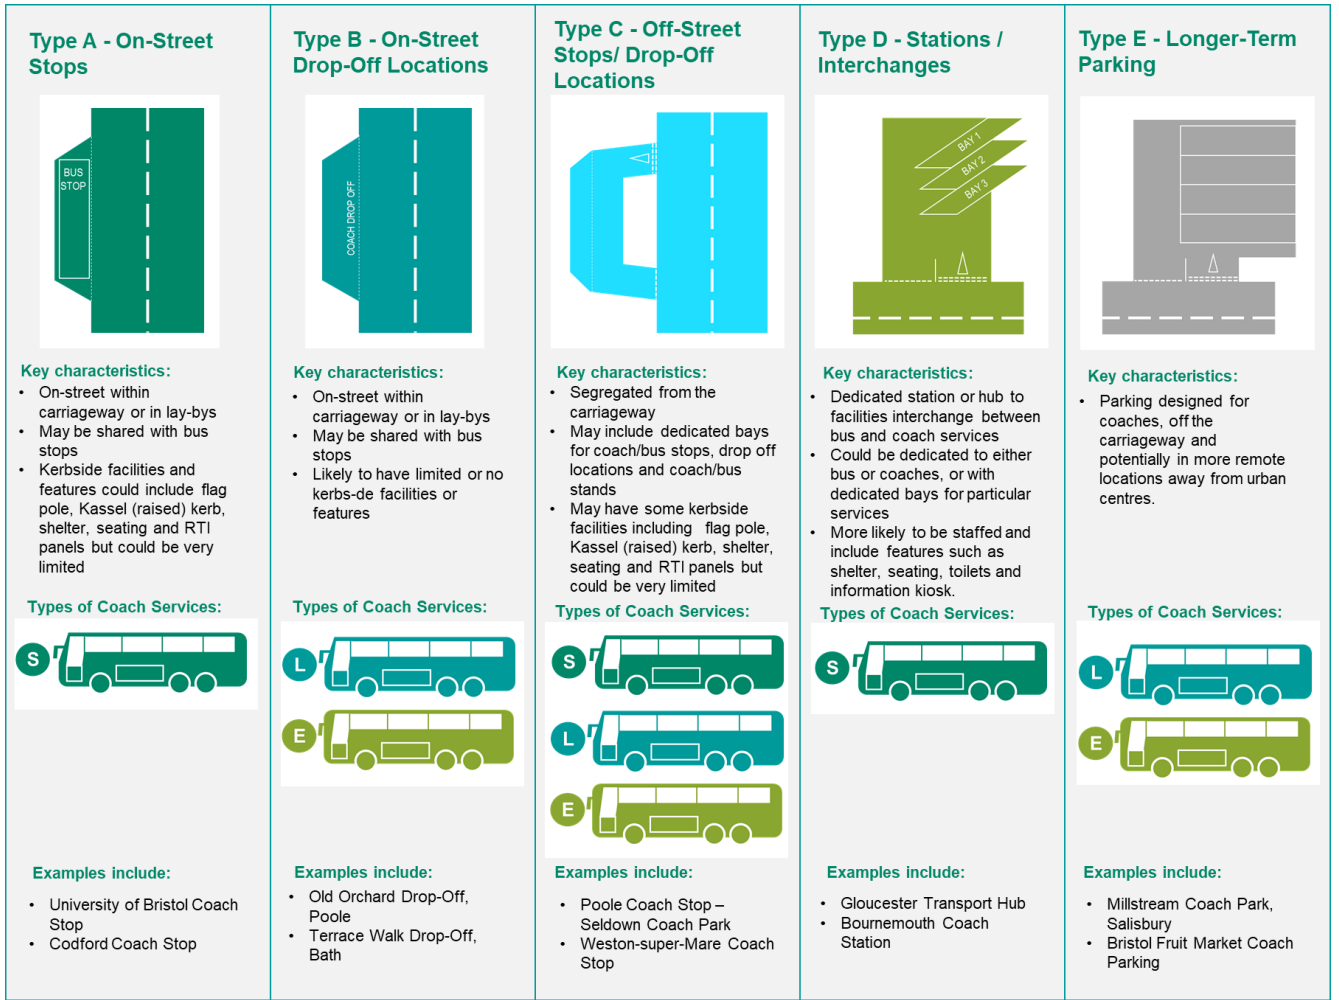 Type A - On-Street
Stops
BUS
STOP
Key characteristics:
• On-street within
carriageway or in lay-bys
• May be shared with bus
stops
• Kerbside facilities and
features could include flag
pole, Kassel (raised) kerb,
shelter, seating and RTI
panels but could be very
limited
Types of Coach Services:
S
Examples include:
• University of Bristol Coach
Stop
• Codford Coach Stop
Type B - On-Street
Drop-Off Locations
COACH DROP OFF
Key characteristics:
• On-street within
carriageway or in lay-bys
• May be shared with bus
stops
• Likely to have limited or no
kerbs-de facilities or
features
Types of Coach Services:
L
E
Examples include:
• Old Orchard Drop-Off,
Poole
• Terrace Walk Drop-Off,
Bath
Type C - Off-Street
Stops/ Drop-Off
Locations
Key characteristics:
• Segregated from the
carriageway
• May include dedicated bays
for coach/bus stops, drop off
locations and coach/bus
stands
• May have some kerbside
facilities including flag pole,
Kassel (raised) kerb, shelter,
seating and RTI panels but
could be very limited
Types of Coach Services:
S
L
E
Examples include:
• Poole Coach Stop –
Seldown Coach Park
• Weston-super-Mare Coach
Stop
Type D - Stations /
Interchanges
BAY 1
BAY 2
BAY 3
Key characteristics:
• Dedicated station or hub to
facilities interchange between
bus and coach services
• Could be dedicated to either
bus or coaches, or with
dedicated bays for particular
services
• More likely to be staffed and
include features such as
shelter, seating, toilets and
information kiosk.
Types of Coach Services:
S
Examples include:
• Gloucester Transport Hub
• Bournemouth Coach
Station
Type E - Longer-Term
Parking
Key characteristics:
• Parking designed for
coaches, off the
carriageway and
potentially in more remote
locations away from urban
centres.
Types of Coach Services:
L
E
Examples include:
• Millstream Coach Park,
Salisbury
• Bristol Fruit Market Coach
Parking